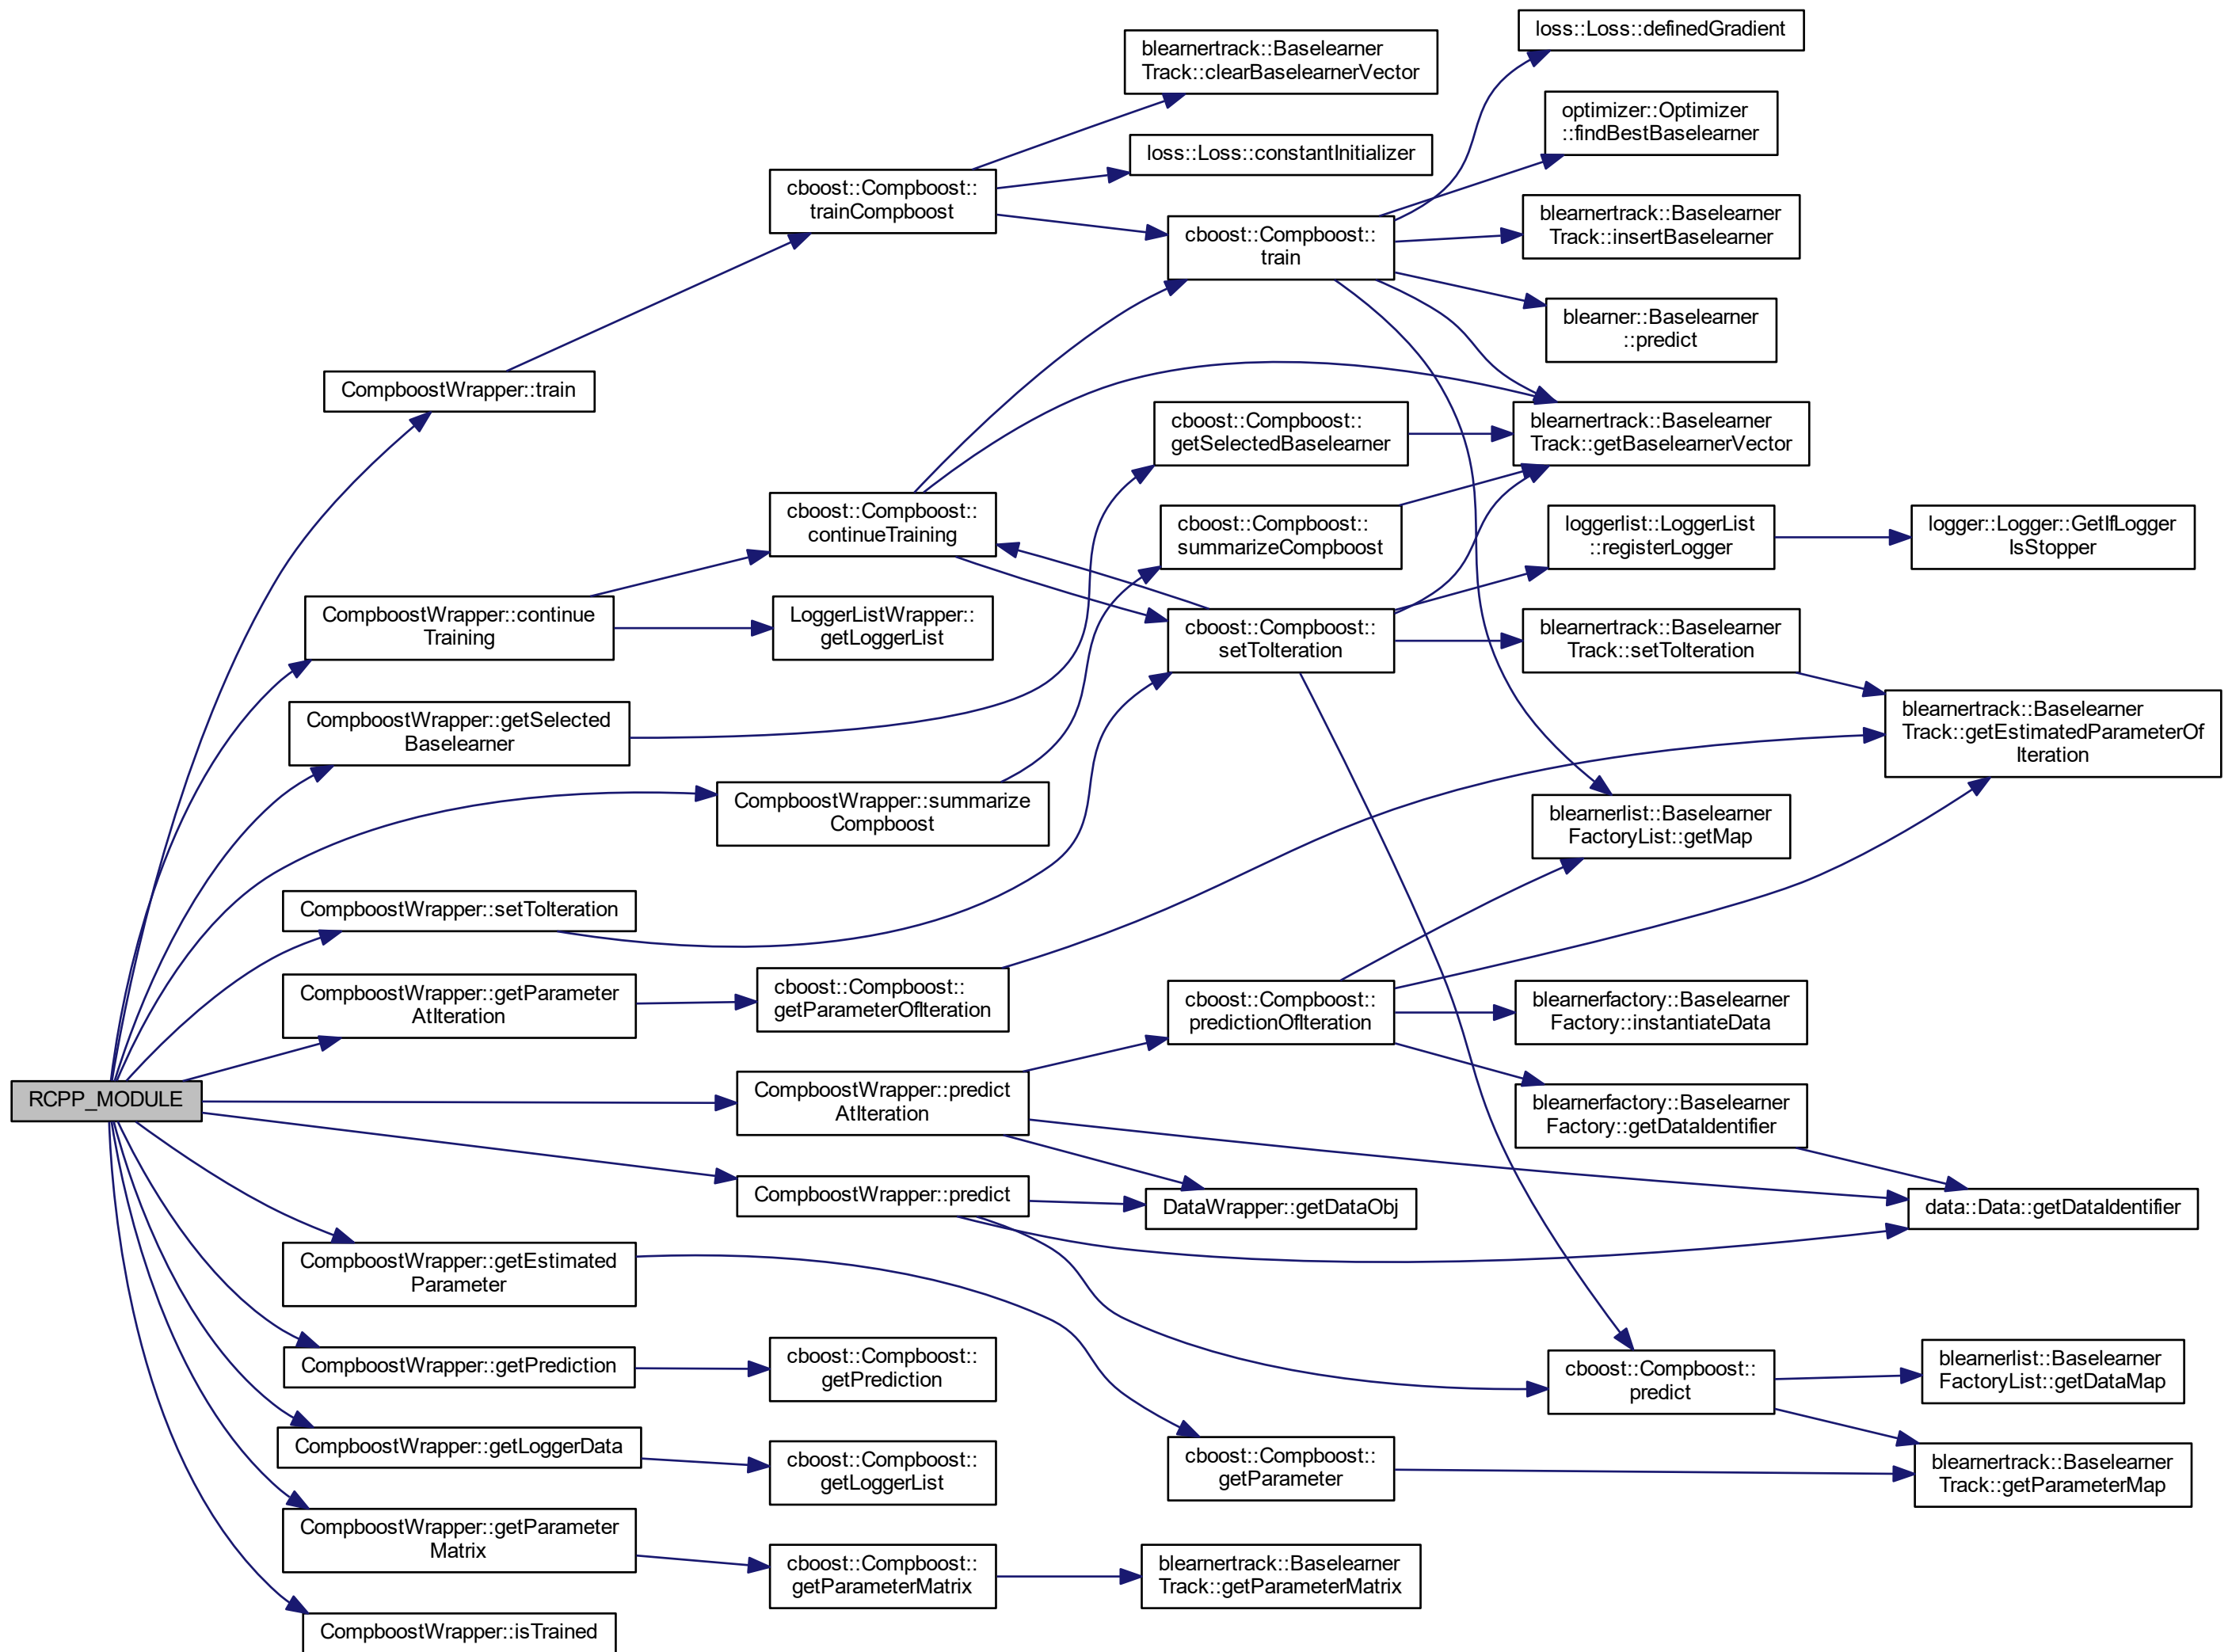 RCPP_MODULE
CompboostWrapper::train
CompboostWrapper::continue
Training
CompboostWrapper::getSelected
Baselearner
CompboostWrapper::summarize
Compboost
CompboostWrapper::setToIteration
CompboostWrapper::getParameter
AtIteration
CompboostWrapper::predict
AtIteration
CompboostWrapper::predict
CompboostWrapper::getEstimated
Parameter
CompboostWrapper::getPrediction
CompboostWrapper::getLoggerData
CompboostWrapper::getParameter
Matrix
CompboostWrapper::isTrained
cboost::Compboost::
trainCompboost
cboost::Compboost::
continueTraining
LoggerListWrapper::
getLoggerList
cboost::Compboost::
getParameterOfIteration
cboost::Compboost::
getPrediction
cboost::Compboost::
getLoggerList
cboost::Compboost::
getParameterMatrix
blearnertrack::Baselearner
Track::clearBaselearnerVector
loss::Loss::constantInitializer
cboost::Compboost::
train
cboost::Compboost::
getSelectedBaselearner
cboost::Compboost::
summarizeCompboost
cboost::Compboost::
setToIteration
cboost::Compboost::
predictionOfIteration
DataWrapper::getDataObj
cboost::Compboost::
getParameter
blearnertrack::Baselearner
Track::getParameterMatrix
loss::Loss::definedGradient
optimizer::Optimizer
::findBestBaselearner
blearnertrack::Baselearner
Track::insertBaselearner
blearner::Baselearner
::predict
blearnertrack::Baselearner
Track::getBaselearnerVector
loggerlist::LoggerList
::registerLogger
blearnertrack::Baselearner
Track::setToIteration
blearnerlist::Baselearner
FactoryList::getMap
blearnerfactory::Baselearner
Factory::instantiateData
blearnerfactory::Baselearner
Factory::getDataIdentifier
cboost::Compboost::
predict
logger::Logger::GetIfLogger
IsStopper
blearnertrack::Baselearner
Track::getEstimatedParameterOf
Iteration
data::Data::getDataIdentifier
blearnerlist::Baselearner
FactoryList::getDataMap
blearnertrack::Baselearner
Track::getParameterMap